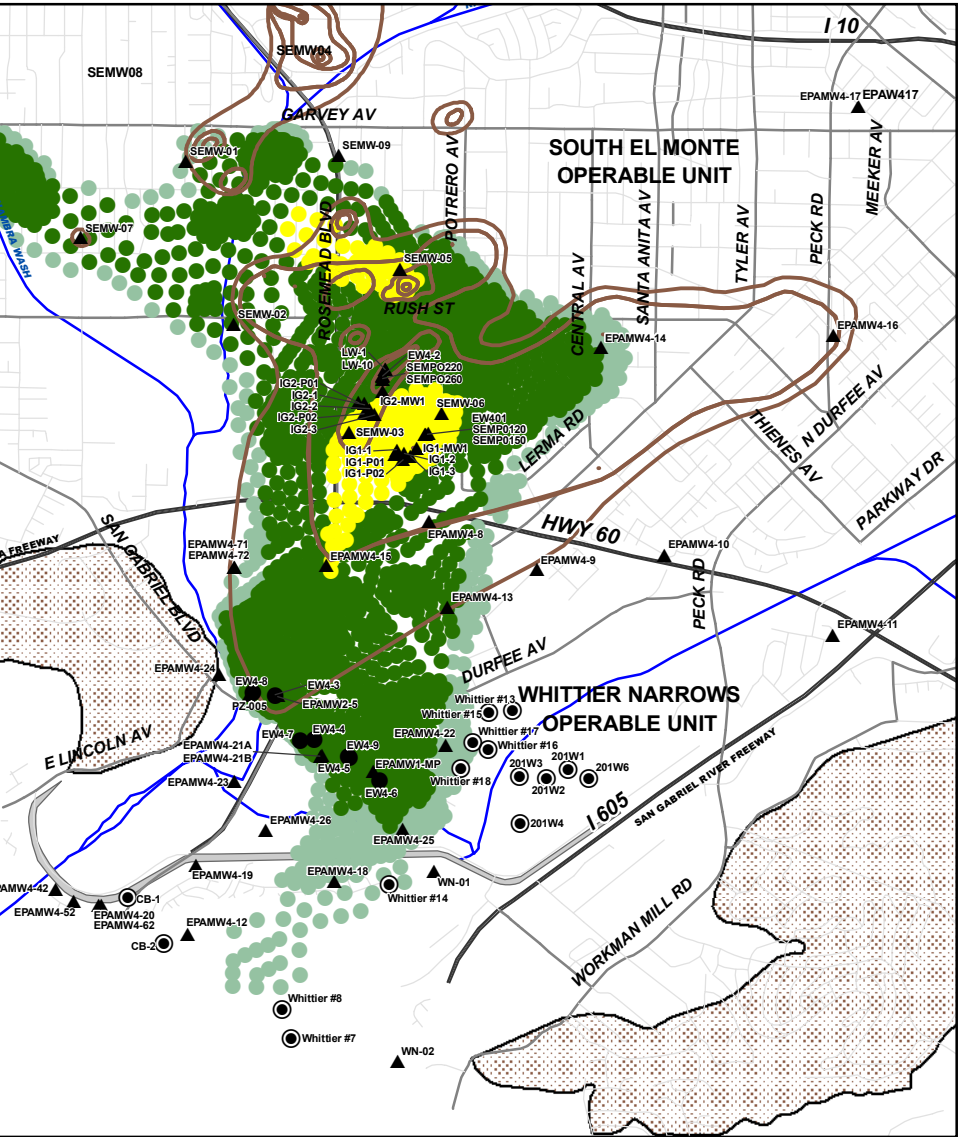 I 10
SEMW04
SEMW08
EPAMW4-17
EPAW417
GARVEY AV
SEMW-01
SEMW-09
SOUTH EL MONTE
OPERABLE UNIT
MEEKER AV
POTRERO AV
SANTA ANITA AV
TYLER AV
PECK RD
ROSEMEAD BLVD
SEMW-07
AMBRA WASH
SEMW-05
RUSH ST
SEMW-02
CENTRAL AV
EPAMW4-14
EPAMW4-16
LW-1
LW-10
EW4-2
SEMPO220
SEMPO260
IG2-P01
IG2-1
IG2-2
IG2-P02
IG2-3
IG2-MW1
SEMW-06
EW401
SEMP0120
SEMP0150
SEMW-03
IG1-1
IG1-P01
IG1-P02
IG1-MW1
IG1-2
IG1-3
LERMA RD
THIENES AV
N DURFEE AV
PARKWAY DR
HWY 60
SAN GABRIEL BLVD
A FREEWAY
EPAMW4-71
EPAMW4-72
EPAMW4-8
EPAMW4-15
EPAMW4-9
EPAMW4-10
PECK RD
EPAMW4-13
EPAMW4-11
DURFEE AV
EPAMW4-24
EW4-8
PZ-005
EW4-3
EPAMW2-5
WHITTIER NARROWS
OPERABLE UNIT
Whittier #13
Whittier #15
Whittier #17
Whittier #16
Whittier #18
E LINCOLN AV
EW4-7
EW4-4
EPAMW4-21A
EPAMW4-21B
EW4-9
EW4-5
EPAMW4-22
EPAMW1-MP
EW4-6
EPAMW4-23
201W3
201W1
201W2
201W6
201W4
I 605
SAN GABRIEL RIVER FREEWAY
EPAMW4-26
EPAMW4-25
EPAMW4-19
EPAMW4-18
WN-01
Whittier #14
PAMW4-42
EPAMW4-52
EPAMW4-20
EPAMW4-62
CB-1
EPAMW4-12
CB-2
WORKMAN MILL RD
Whittier #8
Whittier #7
WN-02